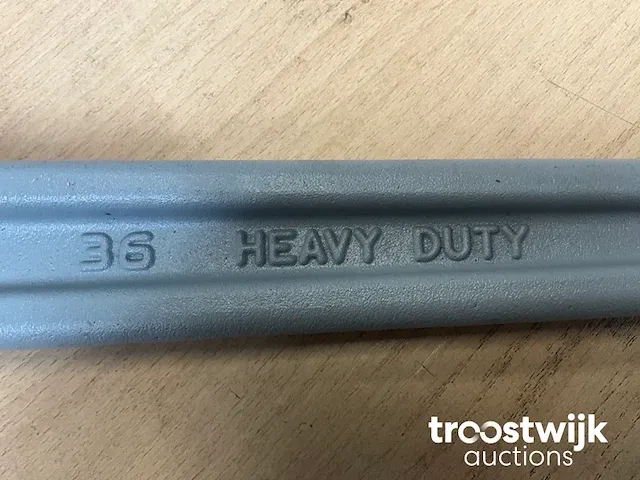 36 HEAVY DUTY
troostwijk
auctions